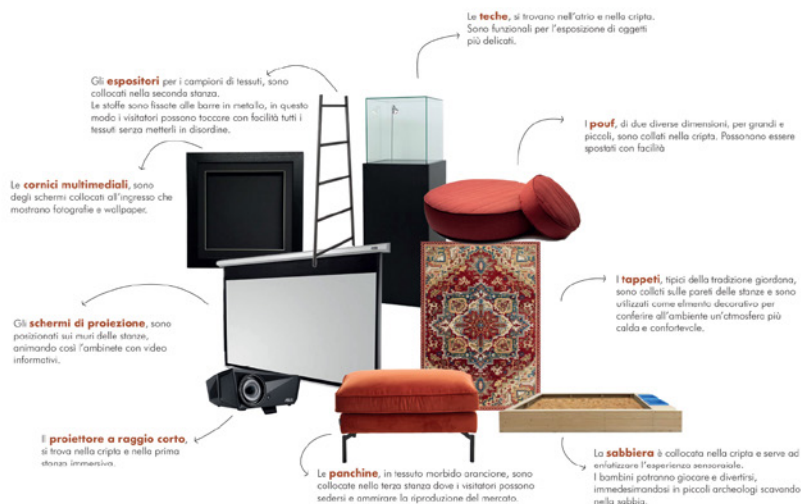 Le teche, si trovano nell'atrio e nella cripta.
Sono funzionali per l'esposizione di oggetti
più delicati.
Gli espositori per i campioni di tessuti, sono
collocati nella seconda stanza.
Le stoffe sono fissate alle barre in metallo, in questo
modo i visitatori possono toccare con facilità tutti i
tessuti senza metterli in disordine.
I pouf, di due diverse dimensioni, per grandi e
piccoli, sono collati nella cripta. Possonono essere
spostati con facilità
Le cornici multimediali, sono
degli schermi collocati all'ingresso che
mostrano fotografie e wallpaper.
I tappeti, tipici della tradizione giordana,
sono collati sulle pareti delle stanze e sono
utilizzati come elmento decorativo per
conferire all'ambiente un'atmosfera più
calda e confortevole.
Gli schermi di proiezione, sono
posizionati sui muri delle stanze,
animando così l'ambinete con video
informativi.
Il proiettore a raggio corto,
si trova nella cripta e nella prima
stanza immersiva.
Le panchine, in tessuto morbido arancione, sono
collocate nella terza stanza dove i visitatori possono
sedersi e ammirare la riproduzione del mercato.
La sabbiera è collocata nella cripta e serve ad
enfatizzare l'esperienza sensoriale.
I bambini potranno giocare e divertirsi,
immedesimandosi in piccoli archeologi scavando
nella sabbia.